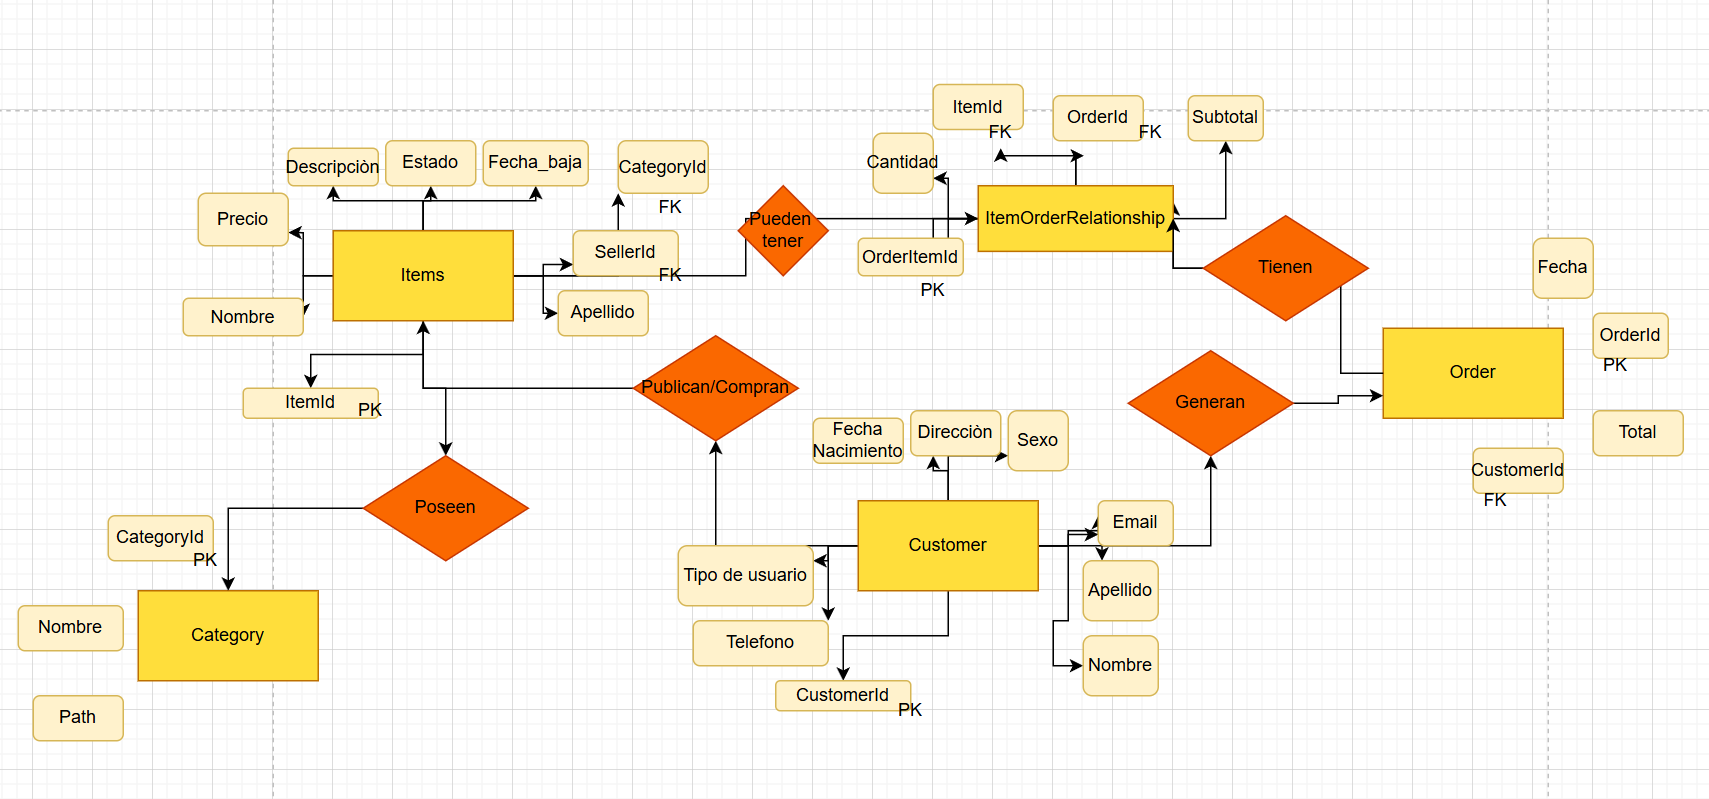 ItemId
FK
OrderId
FK
Subtotal
Descripciòn
Estado
Fecha_baja
CategoryId
FK
Cantidad
Precio
Pueden
tener
ItemOrderRelationship
SellerId
FK
OrderItemId
PK
Items
Tienen
Fecha
Nombre
Apellido
OrderId
PK
Order
Publican/Compran
ItemId
PK
Generan
Fecha
Nacimiento
Direcciòn
Sexo
Total
CustomerId
FK
Poseen
CategoryId
PK
Customer
Email
Tipo de usuario
Apellido
Nombre
Category
Telefono
Nombre
CustomerId
PK
Path